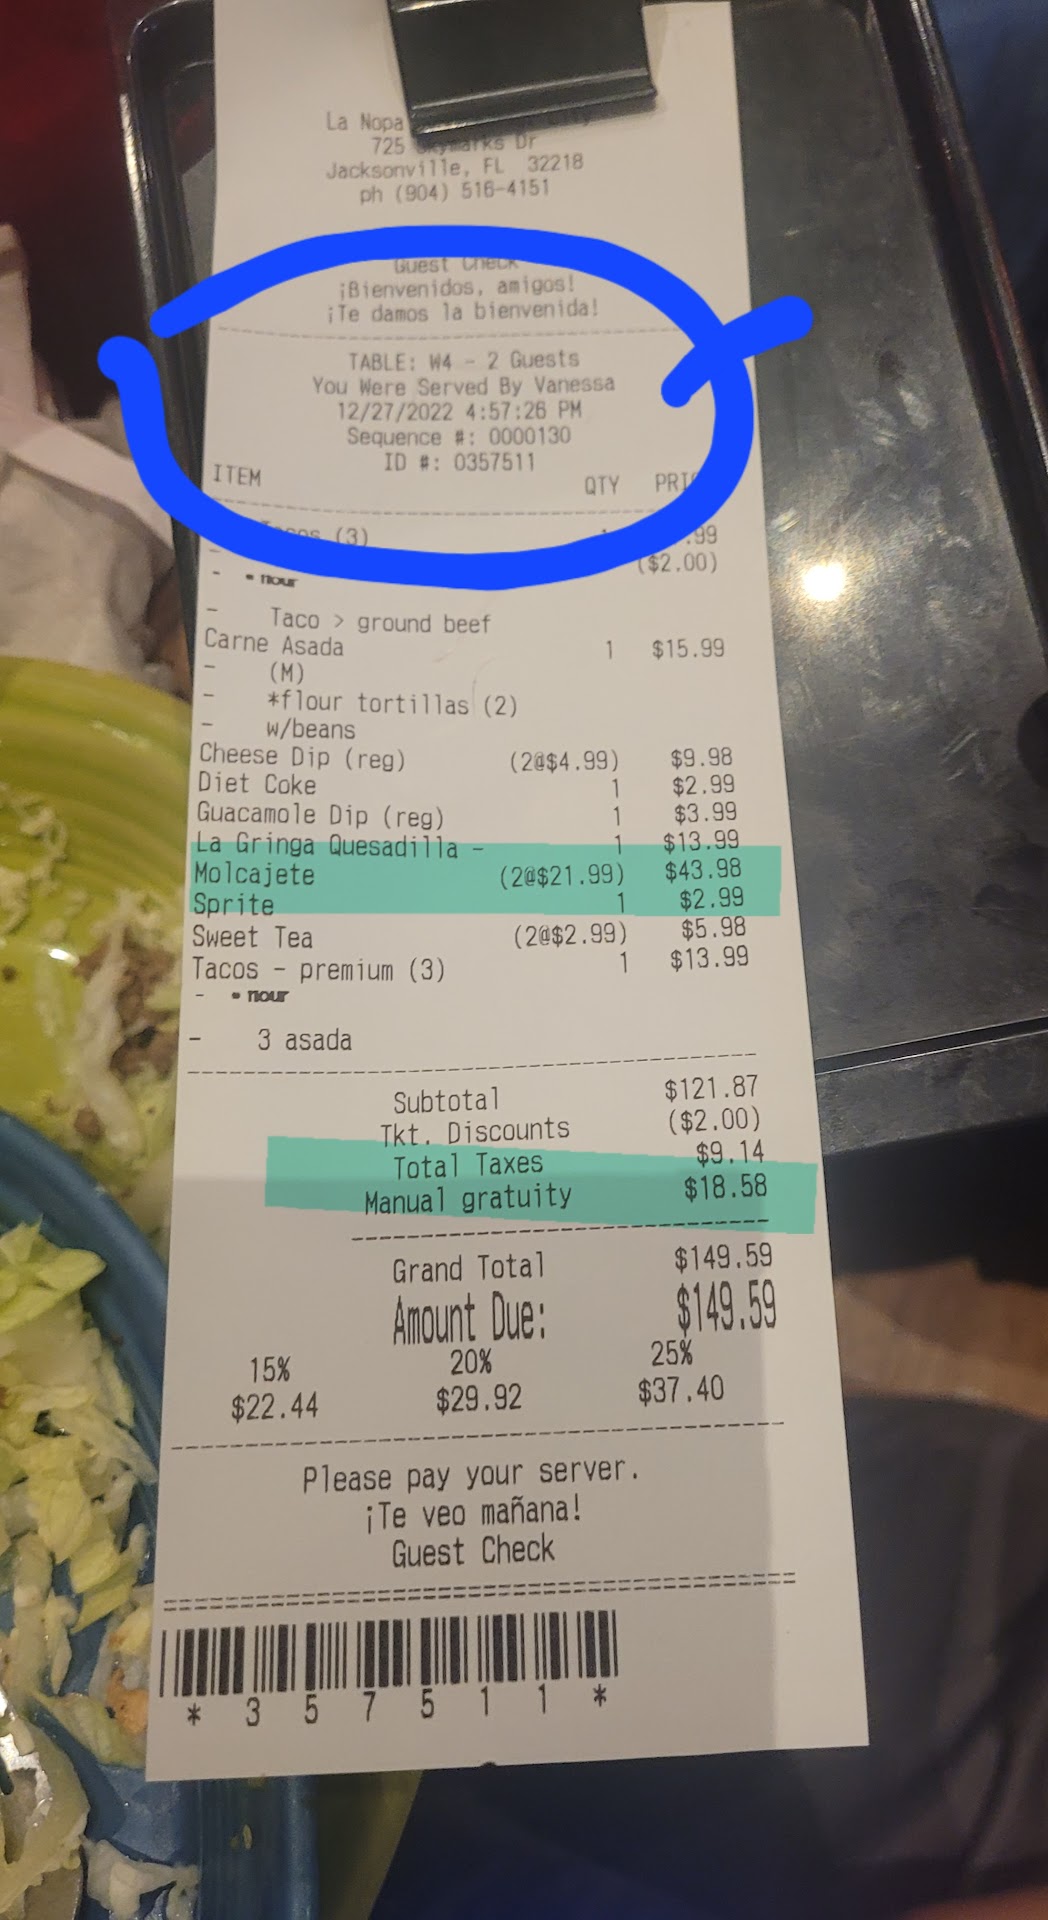 La Nopa
725 Skymarks Dr
Jacksonville, FL 32218
ph (904) 516-4151
Guest Check
¡Bienvenidos, amigos!
¡Te damos la bienvenida!
TABLE: W4 - 2 Guests
You Were Served By Vanessa
12/27/2022 4:57:26 PM
Sequence #: 0000130
ID #: 0357511
ITEM QTY
(3) .99
- ($2.00)
- * flour
- Taco > ground beef
Carne Asada 1 $15.99
- (M)
- *flour tortillas (2)
- w/beans
Cheese Dip (reg) (2@$4.99) $9.98
Diet Coke 1 $2.99
Guacamole Dip (reg) 1 $3.99
La Gringa Quesadilla - 1 $13.99
Molcajete (2@$21.99) $43.98
Sprite 1 $2.99
Sweet Tea (2@$2.99) $5.98
Tacos - premium (3) 1 $13.99
- * flour
- 3 asada
Subtotal $121.87
Tkt. Discounts ($2.00)
Total Taxes $9.14
Manual gratuity $18.58
Grand Total $149.59
Amount Due: $149.59
15% 20% 25%
$22.44 $29.92 $37.40
Please pay your server.
¡Te veo mañana!
Guest Check
* 3 5 7 5 1 1 *